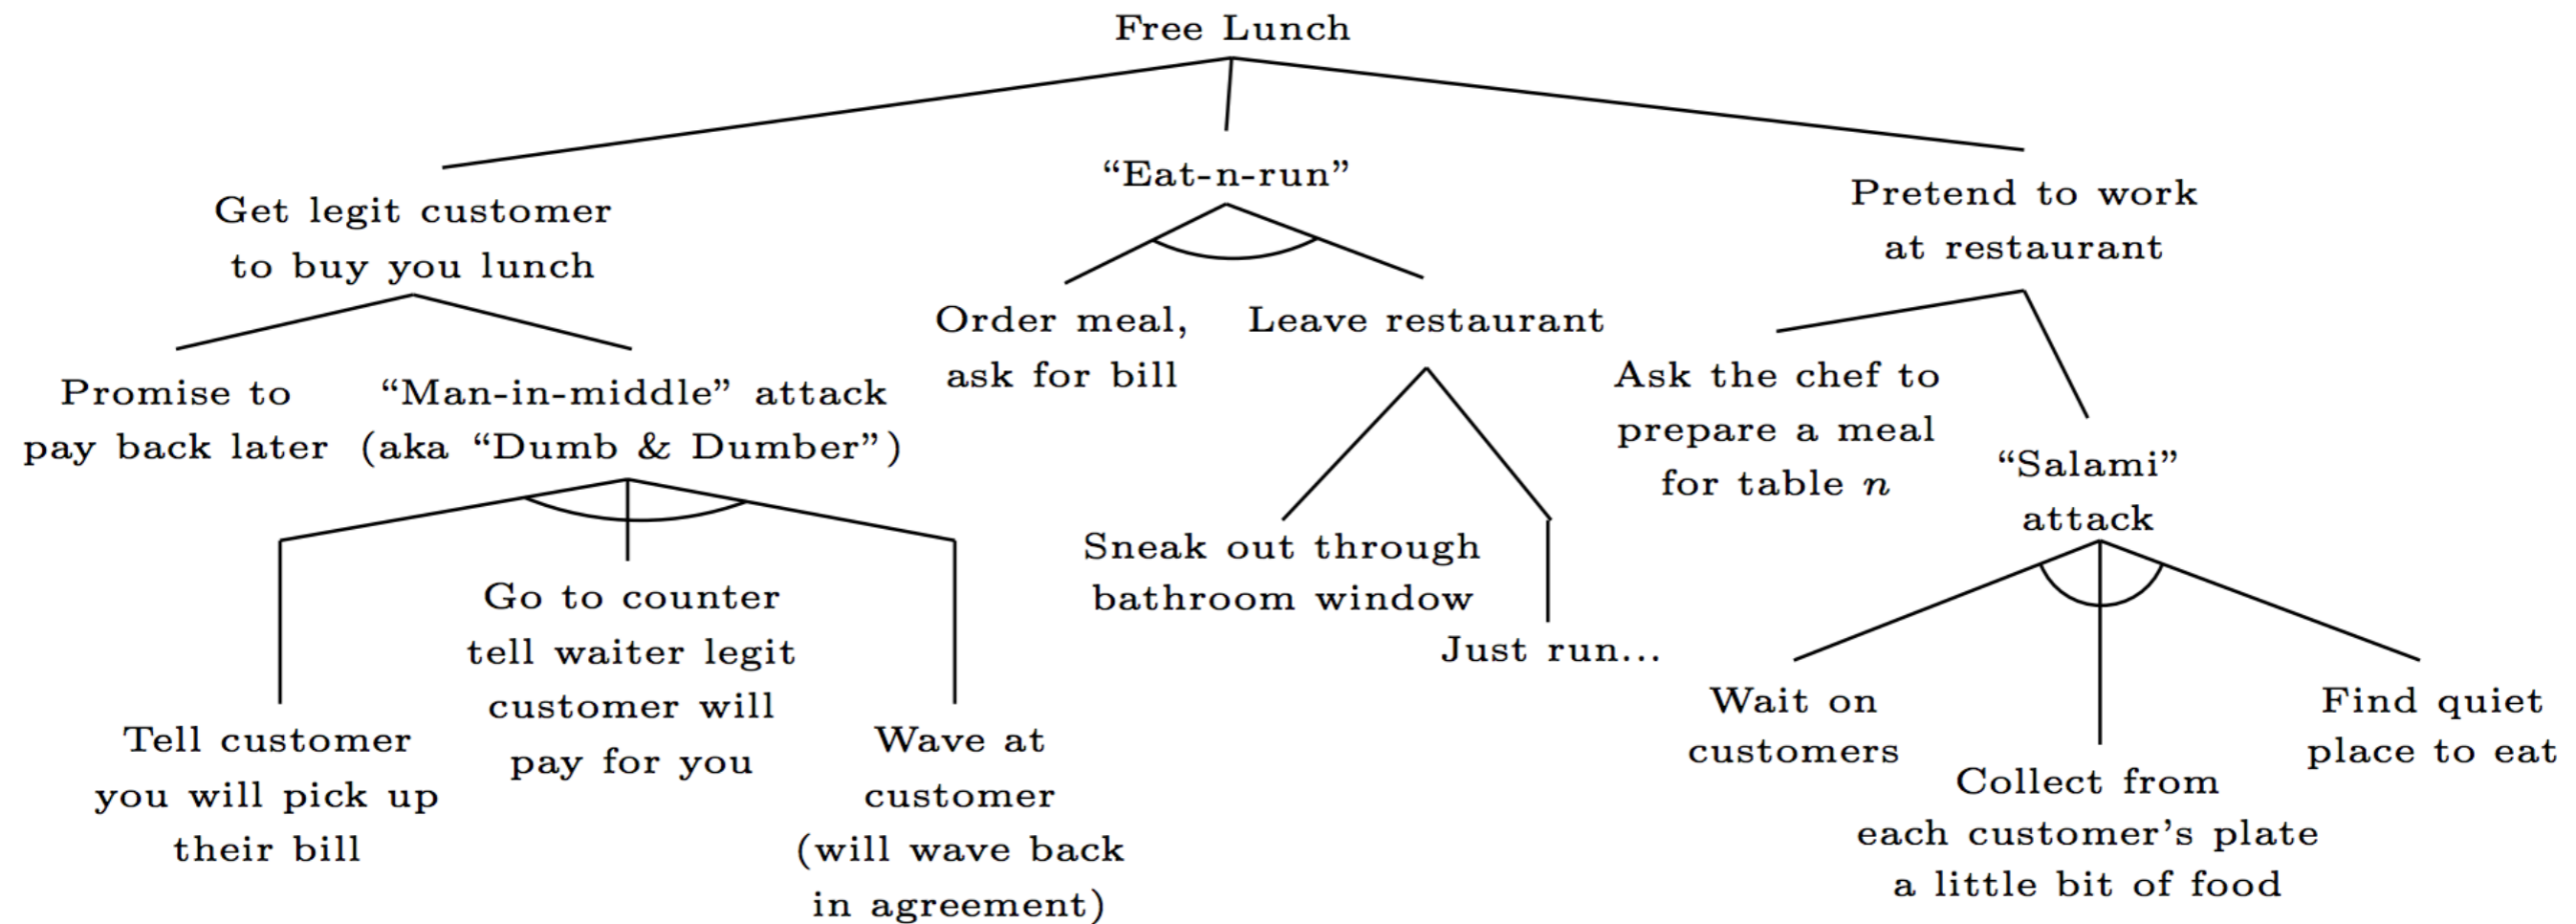 Free Lunch
Get legit customer
to buy you lunch
“Eat-n-run”
Pretend to work
at restaurant
Promise to
pay back later
“Man-in-middle” attack
(aka “Dumb & Dumber”)
Order meal,
ask for bill
Leave restaurant
Ask the chef to
prepare a meal
for table n
“Salami”
attack
Tell customer
you will pick up
their bill
Go to counter
tell waiter legit
customer will
pay for you
Wave at
customer
(will wave back
in agreement)
Sneak out through
bathroom window
Just run...
Wait on
customers
Collect from
each customer’s plate
a little bit of food
Find quiet
place to eat